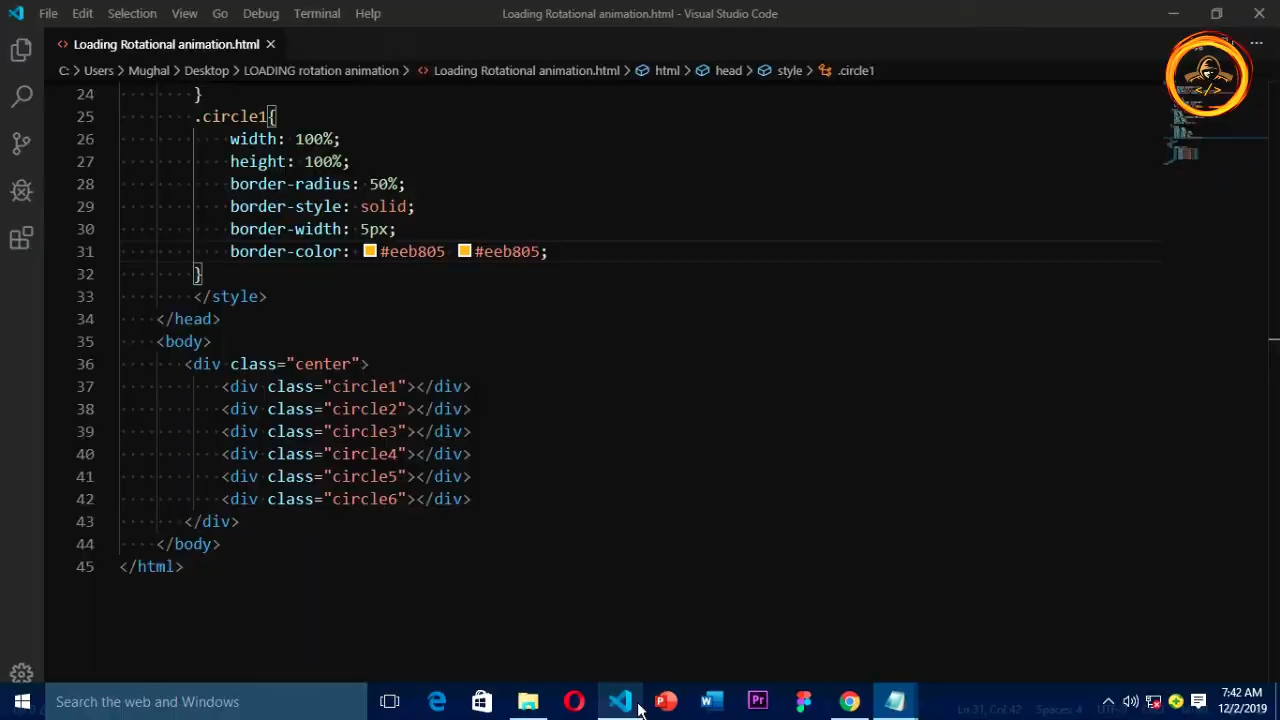 File Edit Selection View Go Debug Terminal Help Loading Rotational animation.html - Visual Studio Code
Loading Rotational animation.html
C: > Users > Mughal > Desktop > LOADING rotation animation > Loading Rotational animation.html > html > head > style > .circle1
24 }
25 .circle1{
26 width: 100%;
27 height: 100%;
28 border-radius: 50%;
29 border-style: solid;
30 border-width: 5px;
31 border-color: #eeb805 #eeb805;
32 }
33 </style>
34 </head>
35 <body>
36 <div class="center">
37 <div class="circle1"></div>
38 <div class="circle2"></div>
39 <div class="circle3"></div>
40 <div class="circle4"></div>
41 <div class="circle5"></div>
42 <div class="circle6"></div>
43 </div>
44 </body>
45 </html>
Search the web and Windows
7:42 AM
12/2/2019
Ln 31, Col 42 Spaces: 4